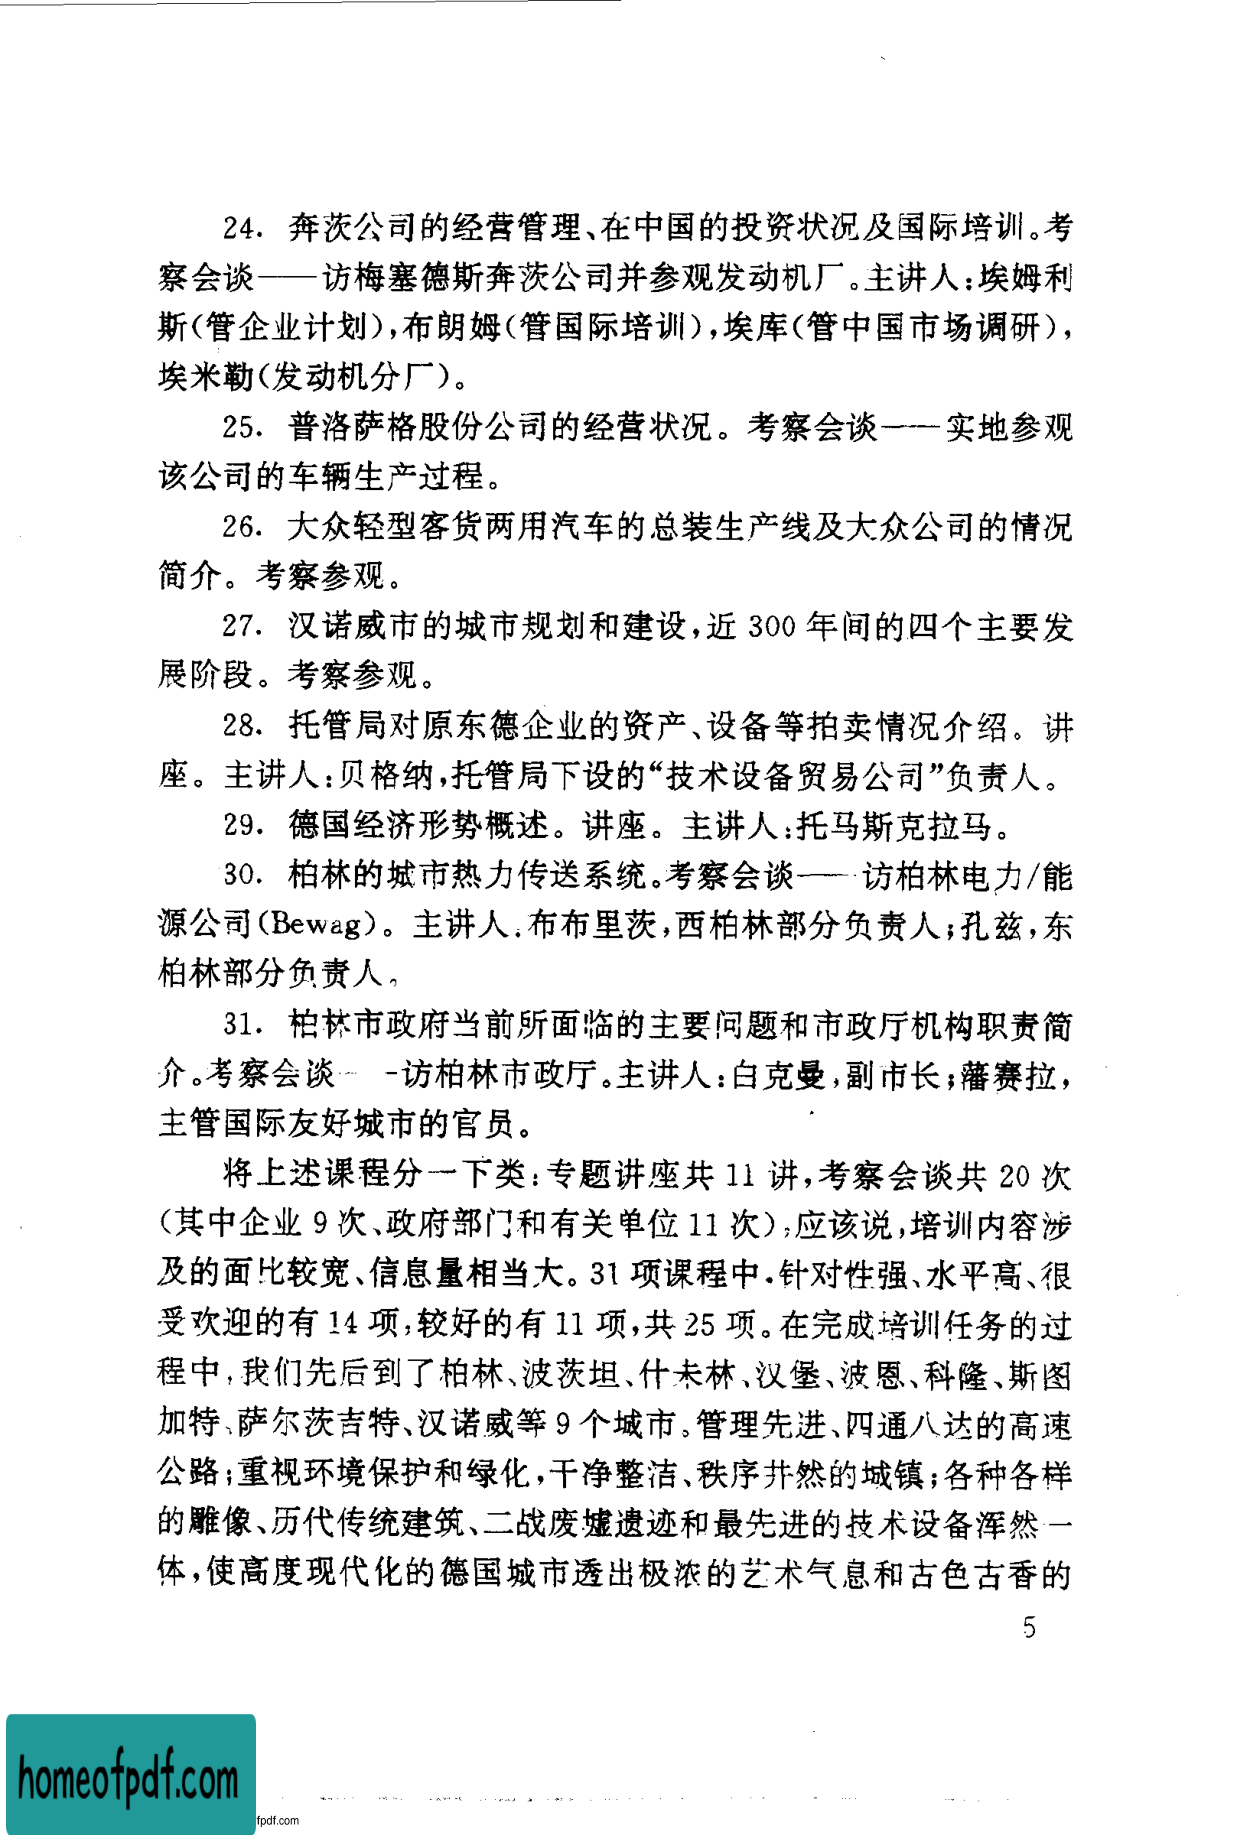 24. 奔茨公司的经营管理、在中国的投资状况及国际培训。考
察会谈——访梅塞德斯奔茨公司并参观发动机厂。主讲人:埃姆利
斯(管企业计划),布朗姆(管国际培训),埃库(管中国市场调研),
埃米勒(发动机分厂)。
25. 普洛萨格股份公司的经营状况。考察会谈——实地参观
该公司的车辆生产过程。
26. 大众轻型客货两用汽车的总装生产线及大众公司的情况
简介。考察参观。
27. 汉诺威市的城市规划和建设,近 300 年间的四个主要发
展阶段。考察参观。
28. 托管局对原东德企业的资产、设备等拍卖情况介绍。讲
座。主讲人:贝格纳,托管局下设的“技术设备贸易公司”负责人。
29. 德国经济形势概述。讲座。主讲人:托马斯克拉马。
30. 柏林的城市热力传送系统。考察会谈——访柏林电力/能
源公司(Bewag)。主讲人.布布里茨,西柏林部分负责人;孔兹,东
柏林部分负责人。
31. 柏林市政府当前所面临的主要问题和市政厅机构职责简
介。考察会谈——访柏林市政厅。主讲人:白克曼,副市长;藩赛拉,
主管国际友好城市的官员。
将上述课程分一下类:专题讲座共 11 讲,考察会谈共 20 次
(其中企业 9 次、政府部门和有关单位 11 次);应该说,培训内容涉
及的面比较宽、信息量相当大。31 项课程中.针对性强、水平高、很
受欢迎的有 14 项,较好的有 11 项,共 25 项。在完成培训任务的过
程中,我们先后到了柏林、波茨坦、什未林、汉堡、波恩、科隆、斯图
加特、萨尔茨吉特、汉诺威等 9 个城市。管理先进、四通八达的高速
公路;重视环境保护和绿化,干净整洁、秩序井然的城镇;各种各样
的雕像、历代传统建筑、二战废墟遗迹和最先进的技术设备浑然一
体,使高度现代化的德国城市透出极浓的艺术气息和古色古香的
5
homeofpdf.com
fpdf.com